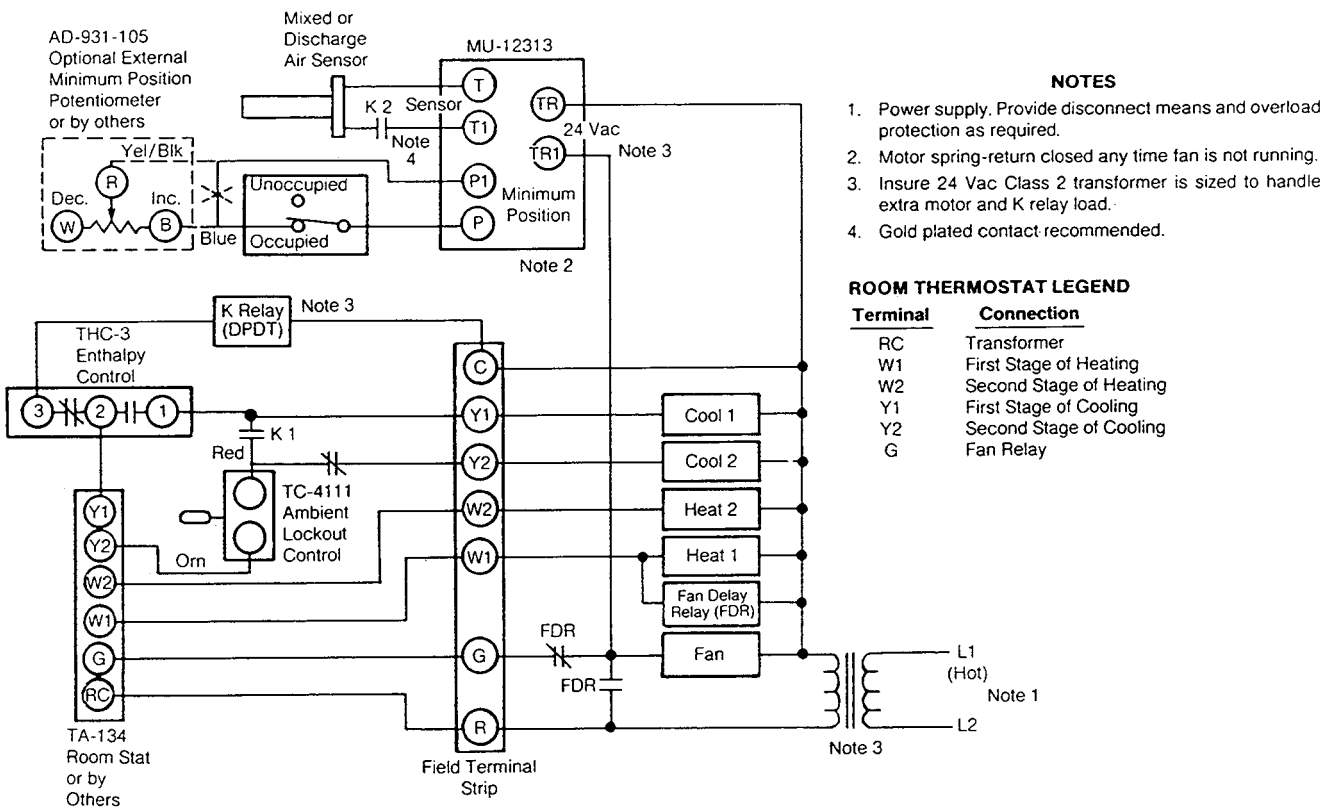 AD-931-105
Optional External
Minimum Position
Potentiometer
or by others
Mixed or
Discharge
Air Sensor
MU-12313
T
K 2
Sensor
T1
Note
4
TR
24 Vac
TR1
Note 3
P1
Minimum
Position
P
Note 2
Yel/Blk
R
Dec.
Inc.
W
B
Blue
Unoccupied
Occupied
K Relay
(DPDT)
Note 3
THC-3
Enthalpy
Control
3
2
1
K 1
Red
TC-4111
Ambient
Lockout
Control
Orn
Y1
Y2
W2
W1
G
RC
TA-134
Room Stat
or by
Others
C
Y1
Y2
W2
W1
G
R
Field Terminal
Strip
Cool 1
Cool 2
Heat 2
Heat 1
Fan Delay
Relay (FDR)
FDR
Fan
FDR
L1
(Hot)
Note 1
L2
Note 3
NOTES
1. Power supply. Provide disconnect means and overload
protection as required.
2. Motor spring-return closed any time fan is not running.
3. Insure 24 Vac Class 2 transformer is sized to handle
extra motor and K relay load.
4. Gold plated contact recommended.
ROOM THERMOSTAT LEGEND
Terminal Connection
RC Transformer
W1 First Stage of Heating
W2 Second Stage of Heating
Y1 First Stage of Cooling
Y2 Second Stage of Cooling
G Fan Relay